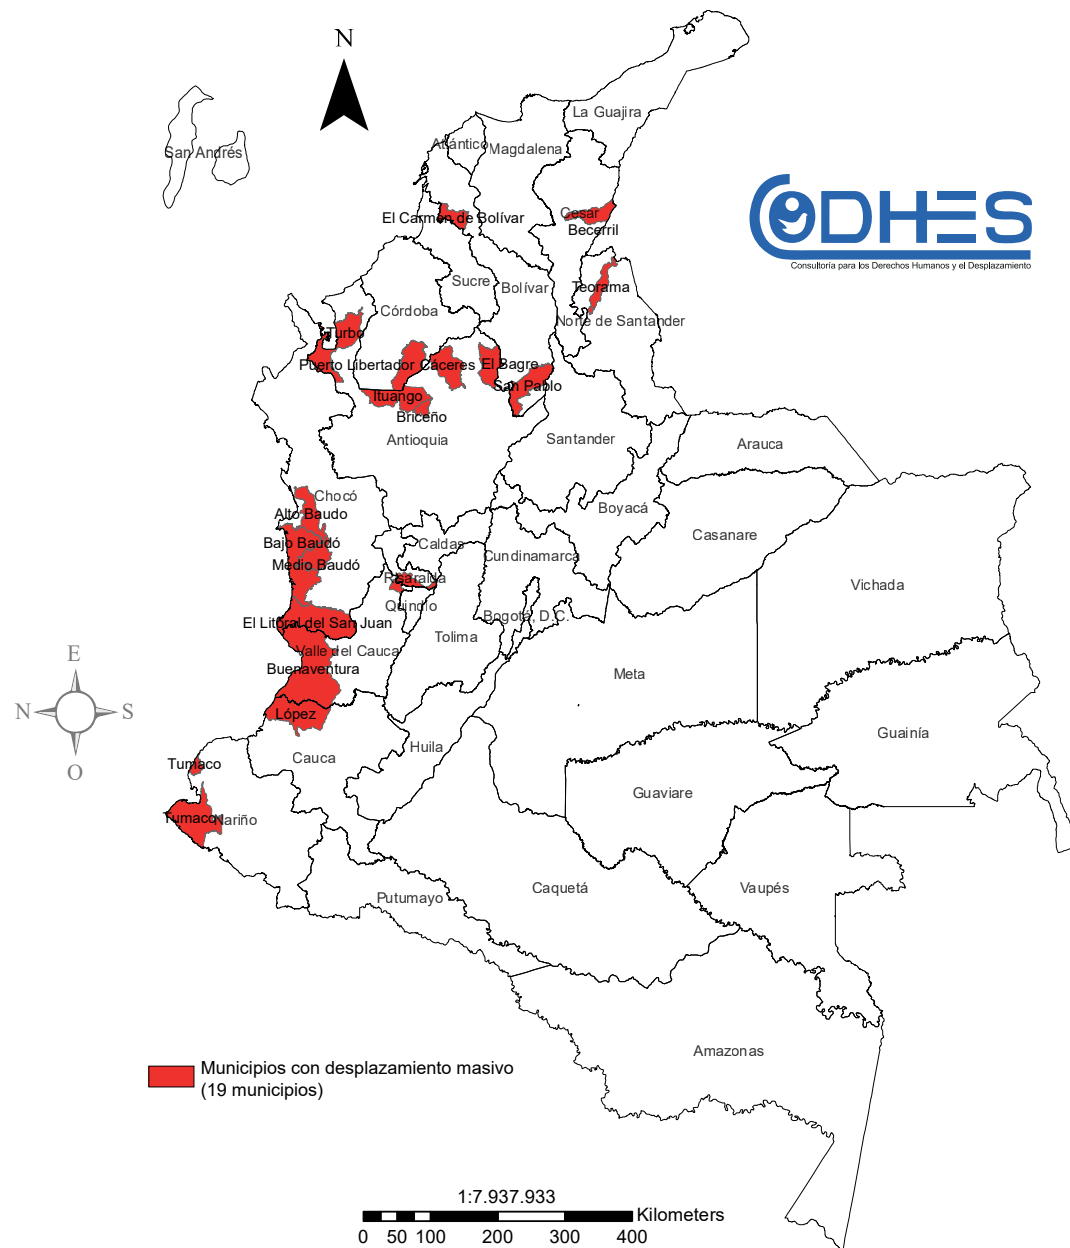 N
La Guajira
Atlántico
Magdalena
San Andrés
CODHES
Consultoría para los Derechos Humanos y el Desplazamiento
El Carmen de Bolívar
Cesar
Becerril
Sucre
Bolívar
Teorama
Córdoba
Norte de Santander
Turbo
Puerto Libertador
Cáceres
El Bagre
San Pablo
Ituango
Briceño
Antioquia
Santander
Arauca
Chocó
Alto Baudo
Boyacá
Casanare
Bajo Baudó
Caldas
Cundinamarca
Medio Baudó
Risaralda
Vichada
Quindío
Bogotá, D.C.
El Litoral del San Juan
Tolima
Valle del Cauca
Buenaventura
Meta
E
N
S
O
López
Guainía
Huila
Cauca
Tumaco
Guaviare
Tumaco
Nariño
Caquetá
Vaupés
Putumayo
Amazonas
Municipios con desplazamiento masivo
(19 municipios)
1:7.937.933
Kilometers
0 50 100 200 300 400